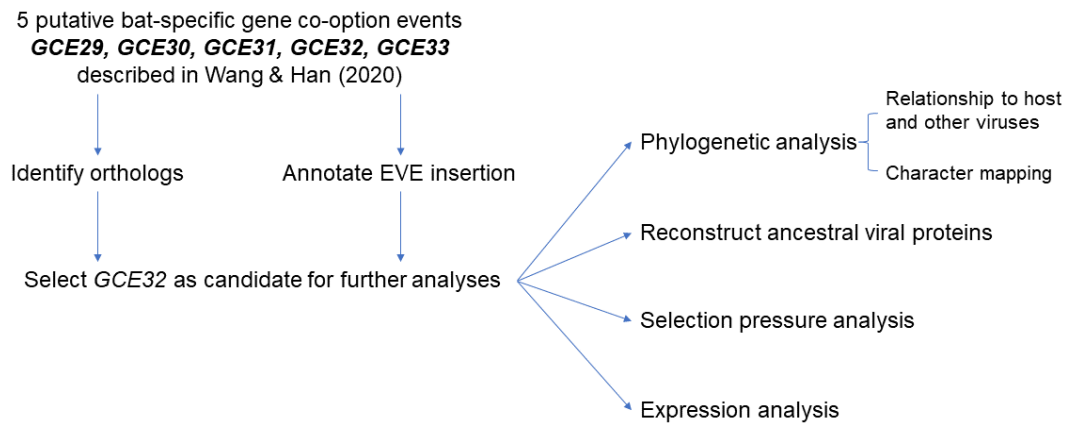 5 putative bat-specific gene co-option events
GCE29, GCE30, GCE31, GCE32, GCE33
described in Wang & Han (2020)
Identify orthologs
Annotate EVE insertion
Select GCE32 as candidate for further analyses
Phylogenetic analysis
Relationship to host
and other viruses
Character mapping
Reconstruct ancestral viral proteins
Selection pressure analysis
Expression analysis